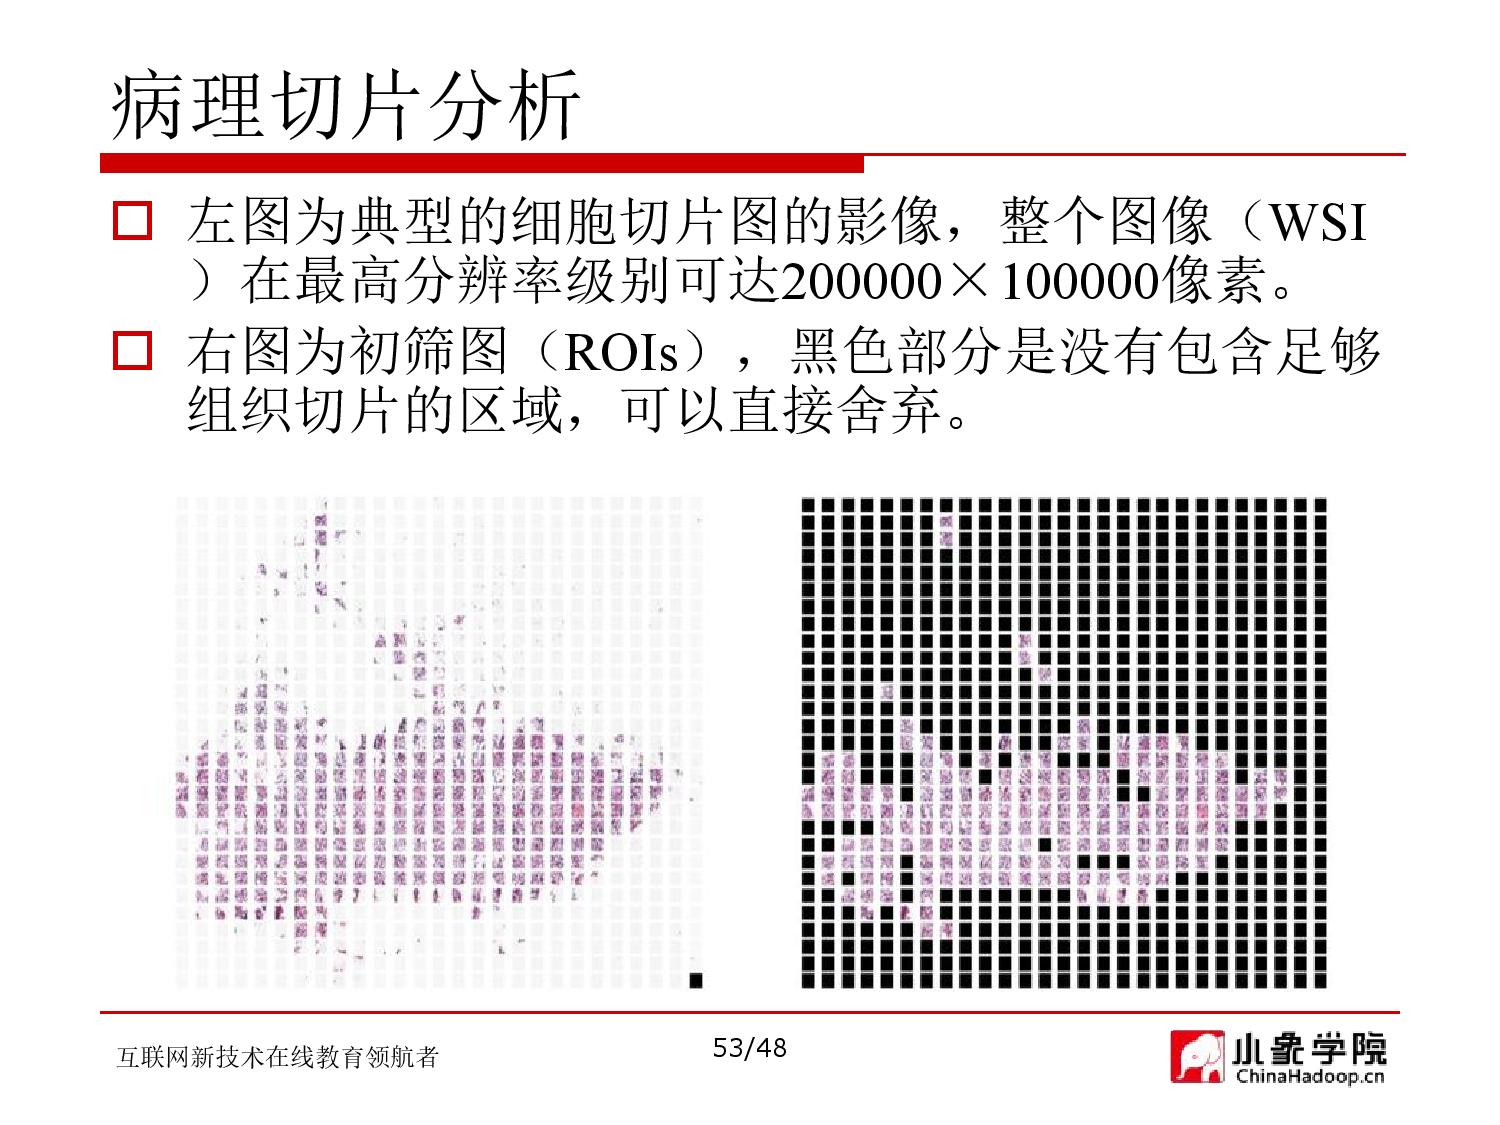 病理切片分析
左图为典型的细胞切片图的影像，整个图像（WSI
）在最高分辨率级别可达200000×100000像素。
右图为初筛图（ROIs），黑色部分是没有包含足够
组织切片的区域，可以直接舍弃。
互联网新技术在线教育领航者
53/48
小象学院
ChinaHadoop.cn